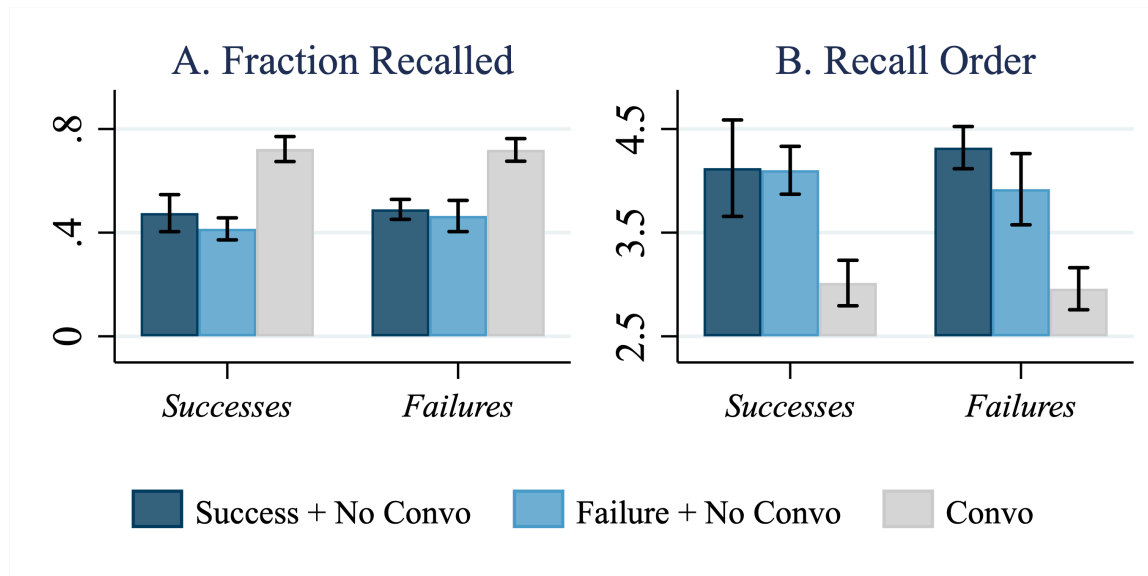 A. Fraction Recalled
.8
.4
0
Successes
Failures
B. Recall Order
4.5
3.5
2.5
Successes
Failures
Success + No Convo
Failure + No Convo
Convo